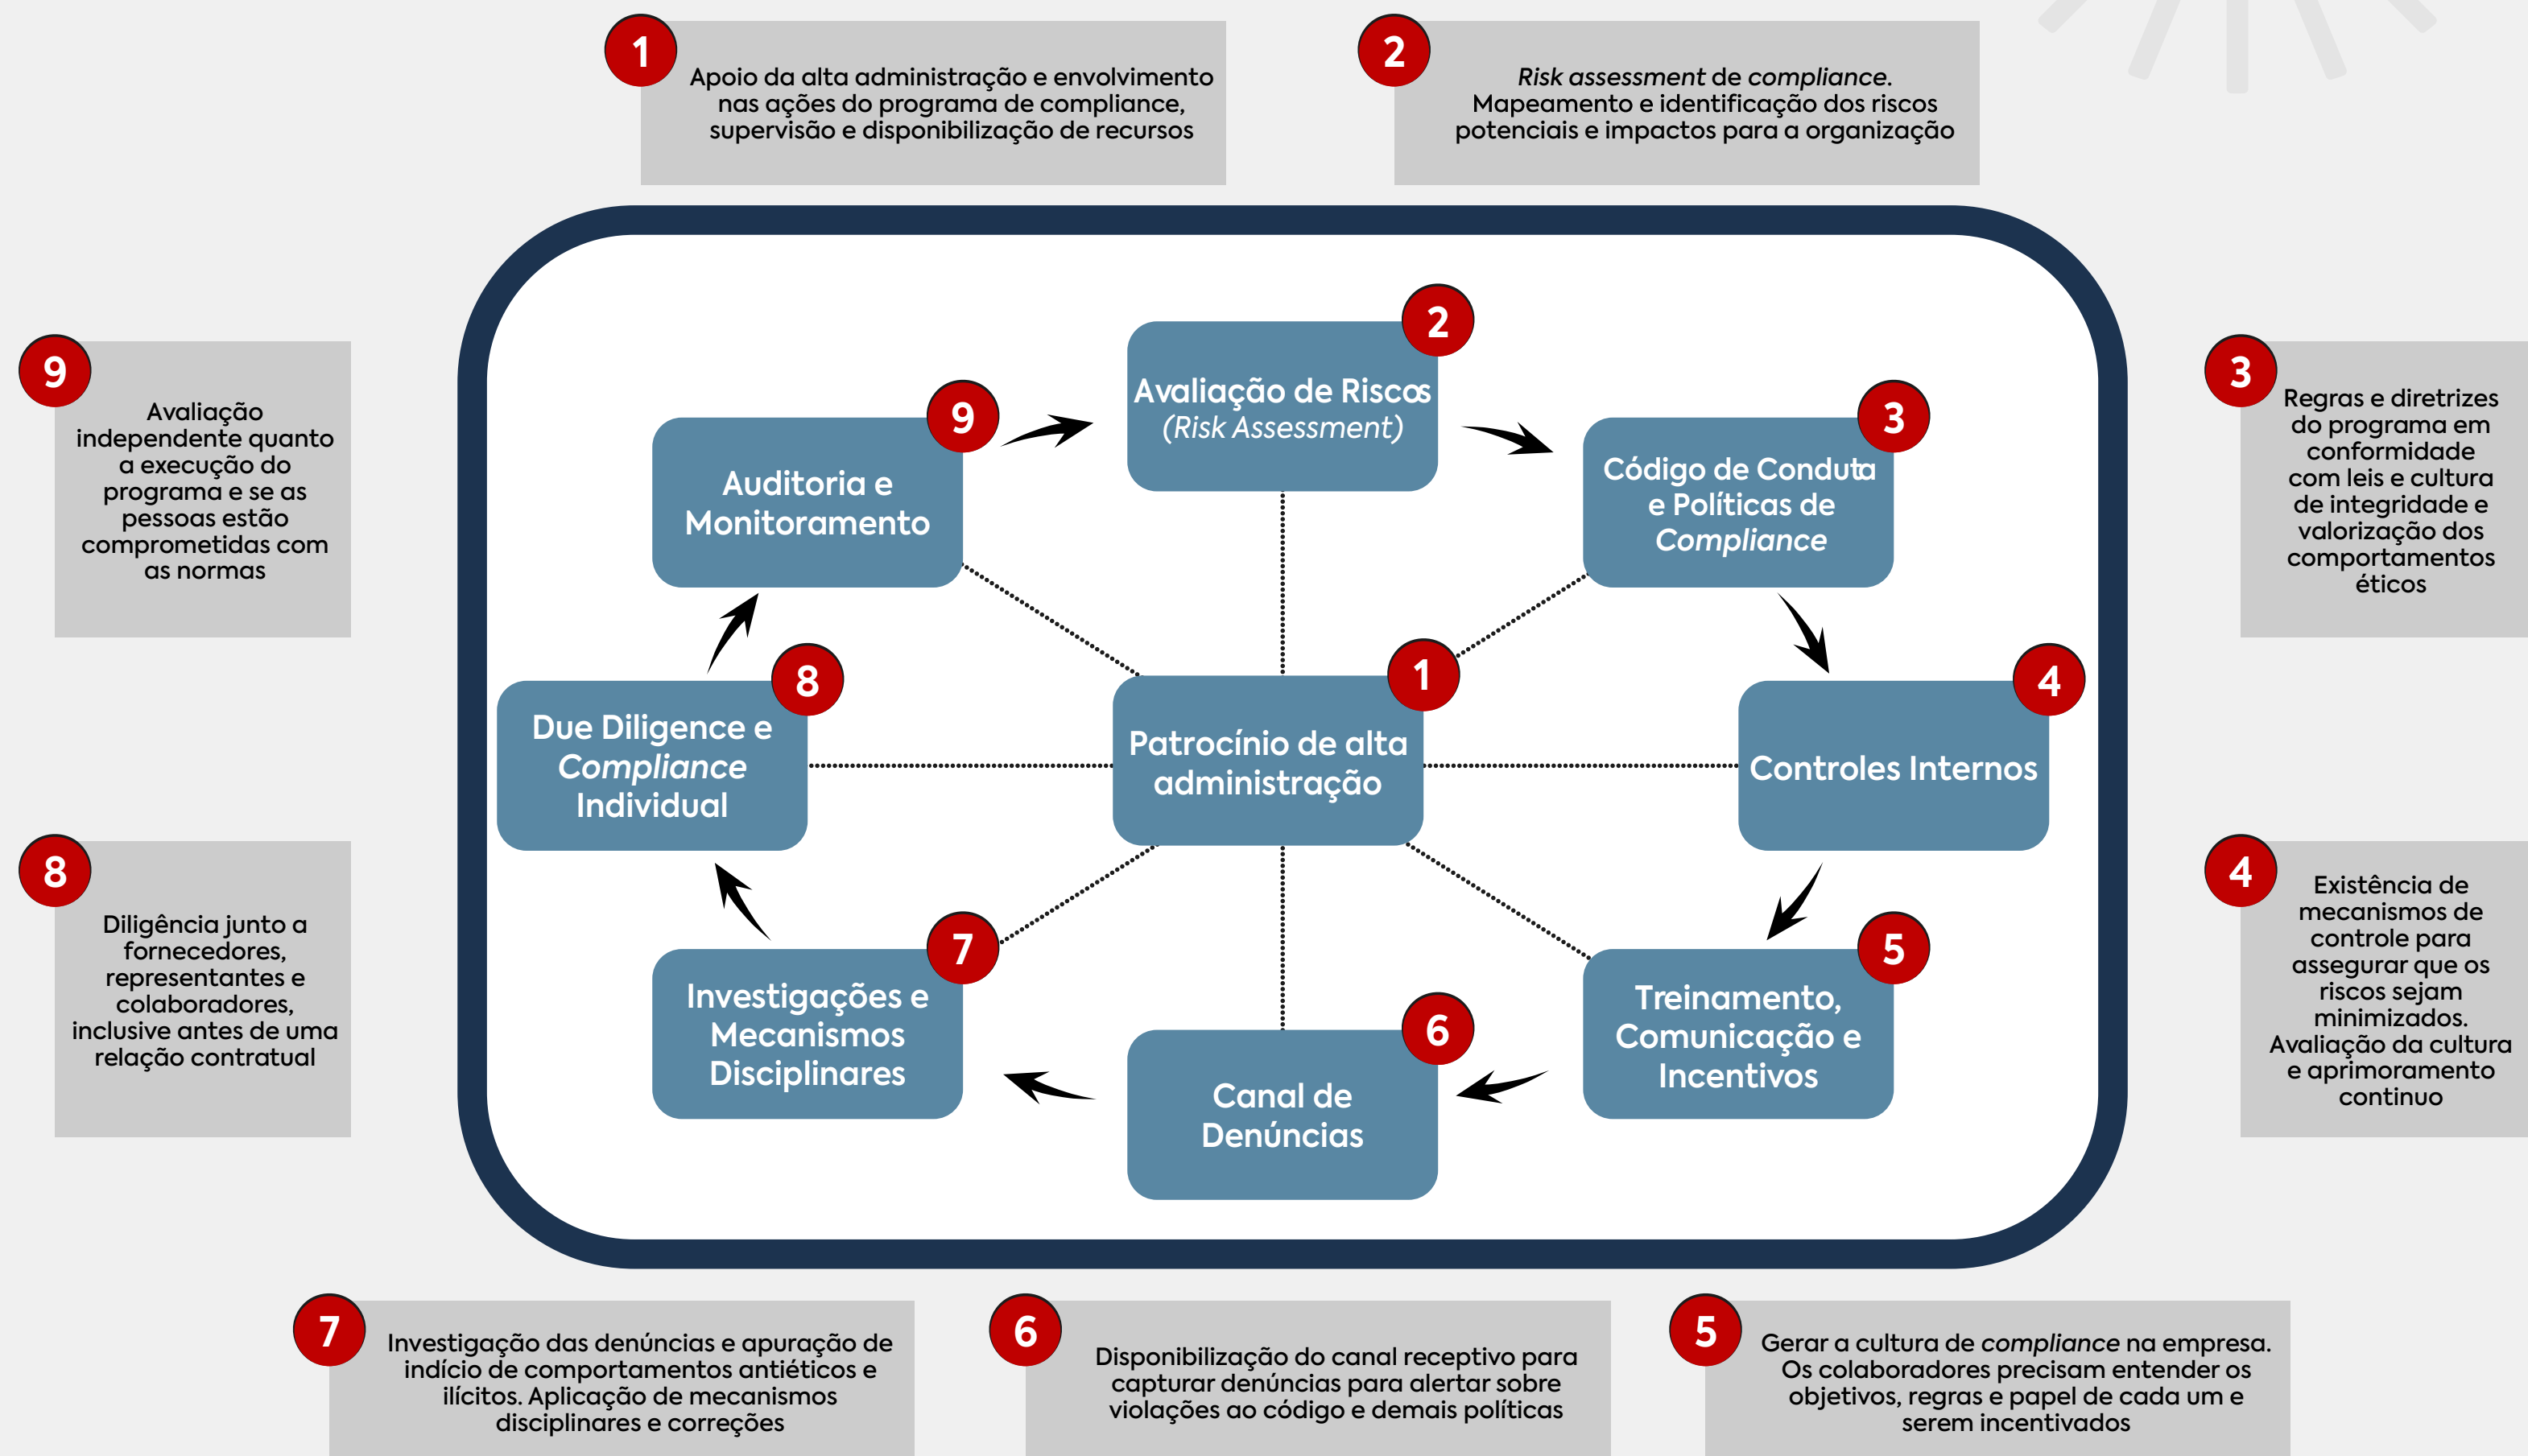 1
Apoio da alta administração e envolvimento
nas ações do programa de compliance,
supervisão e disponibilização de recursos
2
Risk assessment de compliance.
Mapeamento e identificação dos riscos
potenciais e impactos para a organização
9
Avaliação
independente quanto
a execução do
programa e se as
pessoas estão
comprometidas com
as normas
8
Diligência junto a
fornecedores,
representantes e
colaboradores,
inclusive antes de uma
relação contratual
2
Avaliação de Riscos
(Risk Assessment)
3
Código de Conduta
e Políticas de
Compliance
9
Auditoria e
Monitoramento
1
Patrocínio de alta
administração
8
Due Diligence e
Compliance
Individual
4
Controles Internos
7
Investigações e
Mecanismos
Disciplinares
6
Canal de
Denúncias
5
Treinamento,
Comunicação e
Incentivos
3
Regras e diretrizes
do programa em
conformidade
com leis e cultura
de integridade e
valorização dos
comportamentos
éticos
4
Existência de
mecanismos de
controle para
assegurar que os
riscos sejam
minimizados.
Avaliação da cultura
e aprimoramento
continuo
7
Investigação das denúncias e apuração de
indício de comportamentos antiéticos e
ilícitos. Aplicação de mecanismos
disciplinares e correções
6
Disponibilização do canal receptivo para
capturar denúncias para alertar sobre
violações ao código e demais políticas
5
Gerar a cultura de compliance na empresa.
Os colaboradores precisam entender os
objetivos, regras e papel de cada um e
serem incentivados